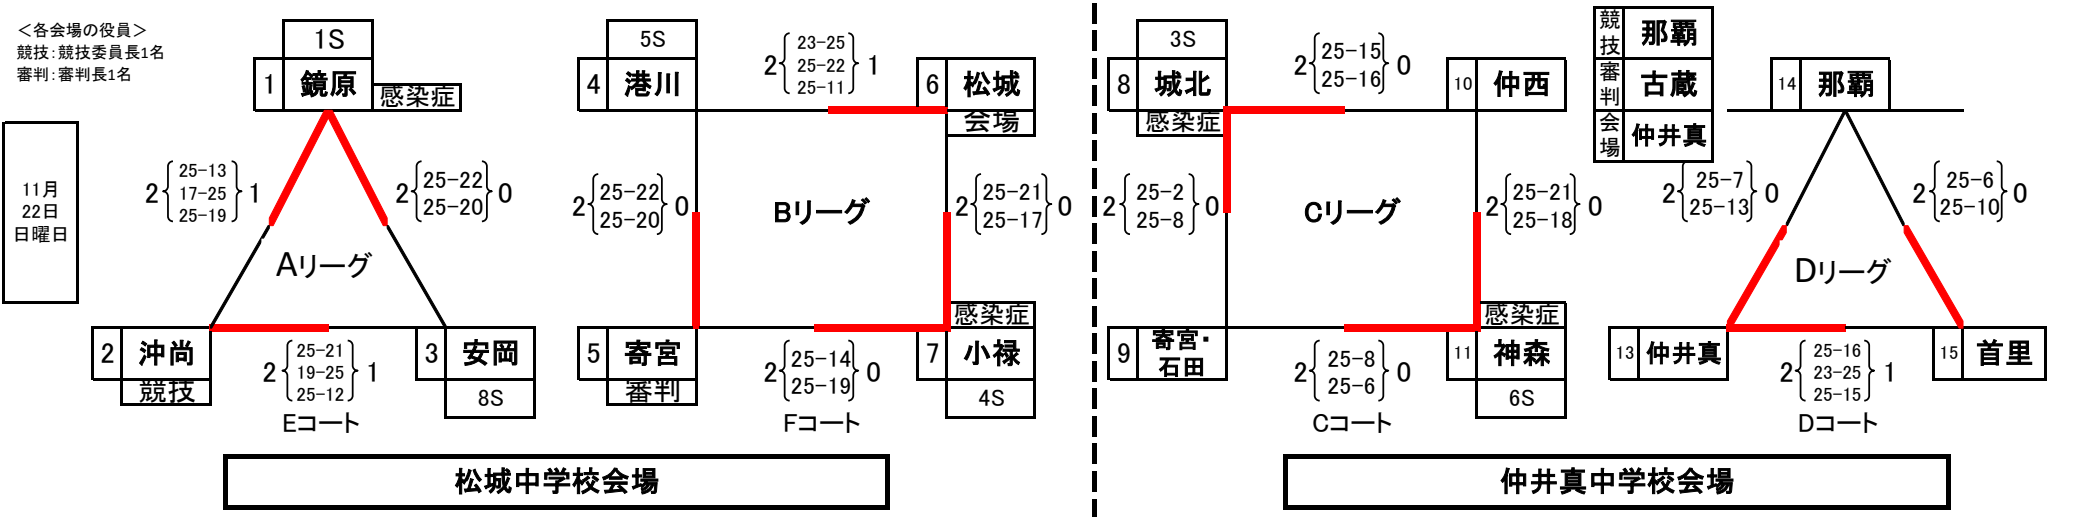 ＜各会場の役員＞
競技：競技委員長1名
審判：審判長1名
11月
22日
日曜日
1S
1 鏡原
感染症
2 { 25-13 } 1
17-25
25-19
2 { 25-22 } 0
25-20
Aリーグ
2 沖尚
競技
2 { 25-21 } 1
19-25
25-12
3 安岡
8S
Eコート
5S
4 港川
2 { 23-25 } 1
25-22
25-11
6 松城
会場
2 { 25-22 } 0
25-20
Bリーグ
2 { 25-21 } 0
25-17
5 寄宮
審判
2 { 25-14 } 0
25-19
感染症
7 小禄
4S
Fコート
松城中学校会場
3S
8 城北
感染症
2 { 25-15 } 0
25-16
10 仲西
2 { 25-2 } 0
25-8
Cリーグ
2 { 25-21 } 0
25-18
9 寄宮・
石田
2 { 25-8 } 0
25-6
感染症
11 神森
6S
Cコート
競技 那覇
審判 古蔵
会場 仲井真
14 那覇
2 { 25-7 } 0
25-13
2 { 25-6 } 0
25-10
Dリーグ
13 仲井真
2 { 25-16 } 1
23-25
25-15
15 首里
Dコート
仲井真中学校会場